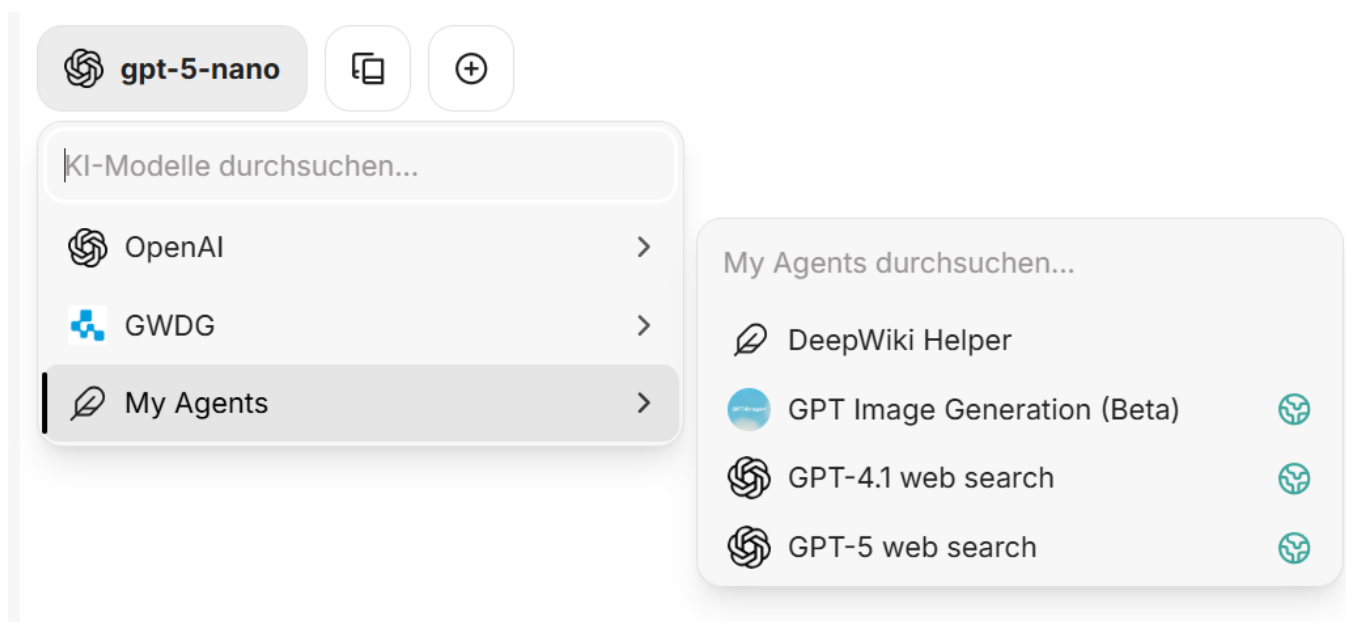 gpt-5-nano
KI-Modelle durchsuchen...
OpenAI
GWDG
My Agents
My Agents durchsuchen...
DeepWiki Helper
GPT Image Generation (Beta)
GPT-4.1 web search
GPT-5 web search